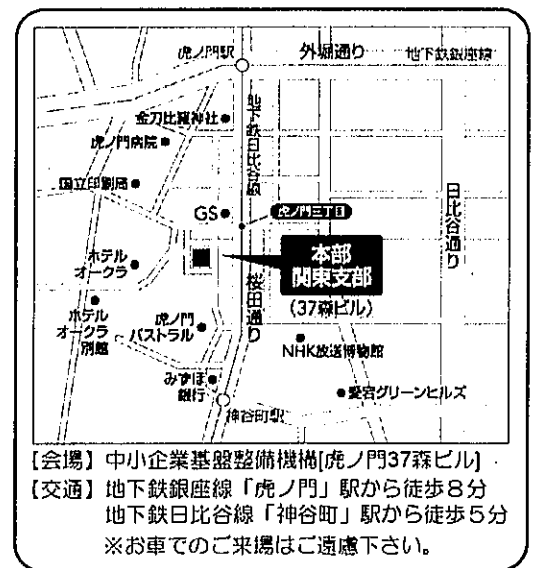 虎ノ門駅
外堀通り
地下鉄銀座線
金刀比羅神社
虎ノ門病院
地下鉄日比谷線
国立印刷局
GS
虎ノ門三丁目
日比谷通り
本部
関東支部
(37森ビル)
ホテル
オークラ
桜田通り
ホテル
オークラ
別館
虎ノ門
パストラル
NHK放送博物館
みずほ
銀行
愛宕グリーンヒルズ
神谷町駅
【会場】中小企業基盤整備機構[虎ノ門37森ビル]
【交通】地下鉄銀座線「虎ノ門」駅から徒歩8分
地下鉄日比谷線「神谷町」駅から徒歩5分
※お車でのご来場はご遠慮下さい。